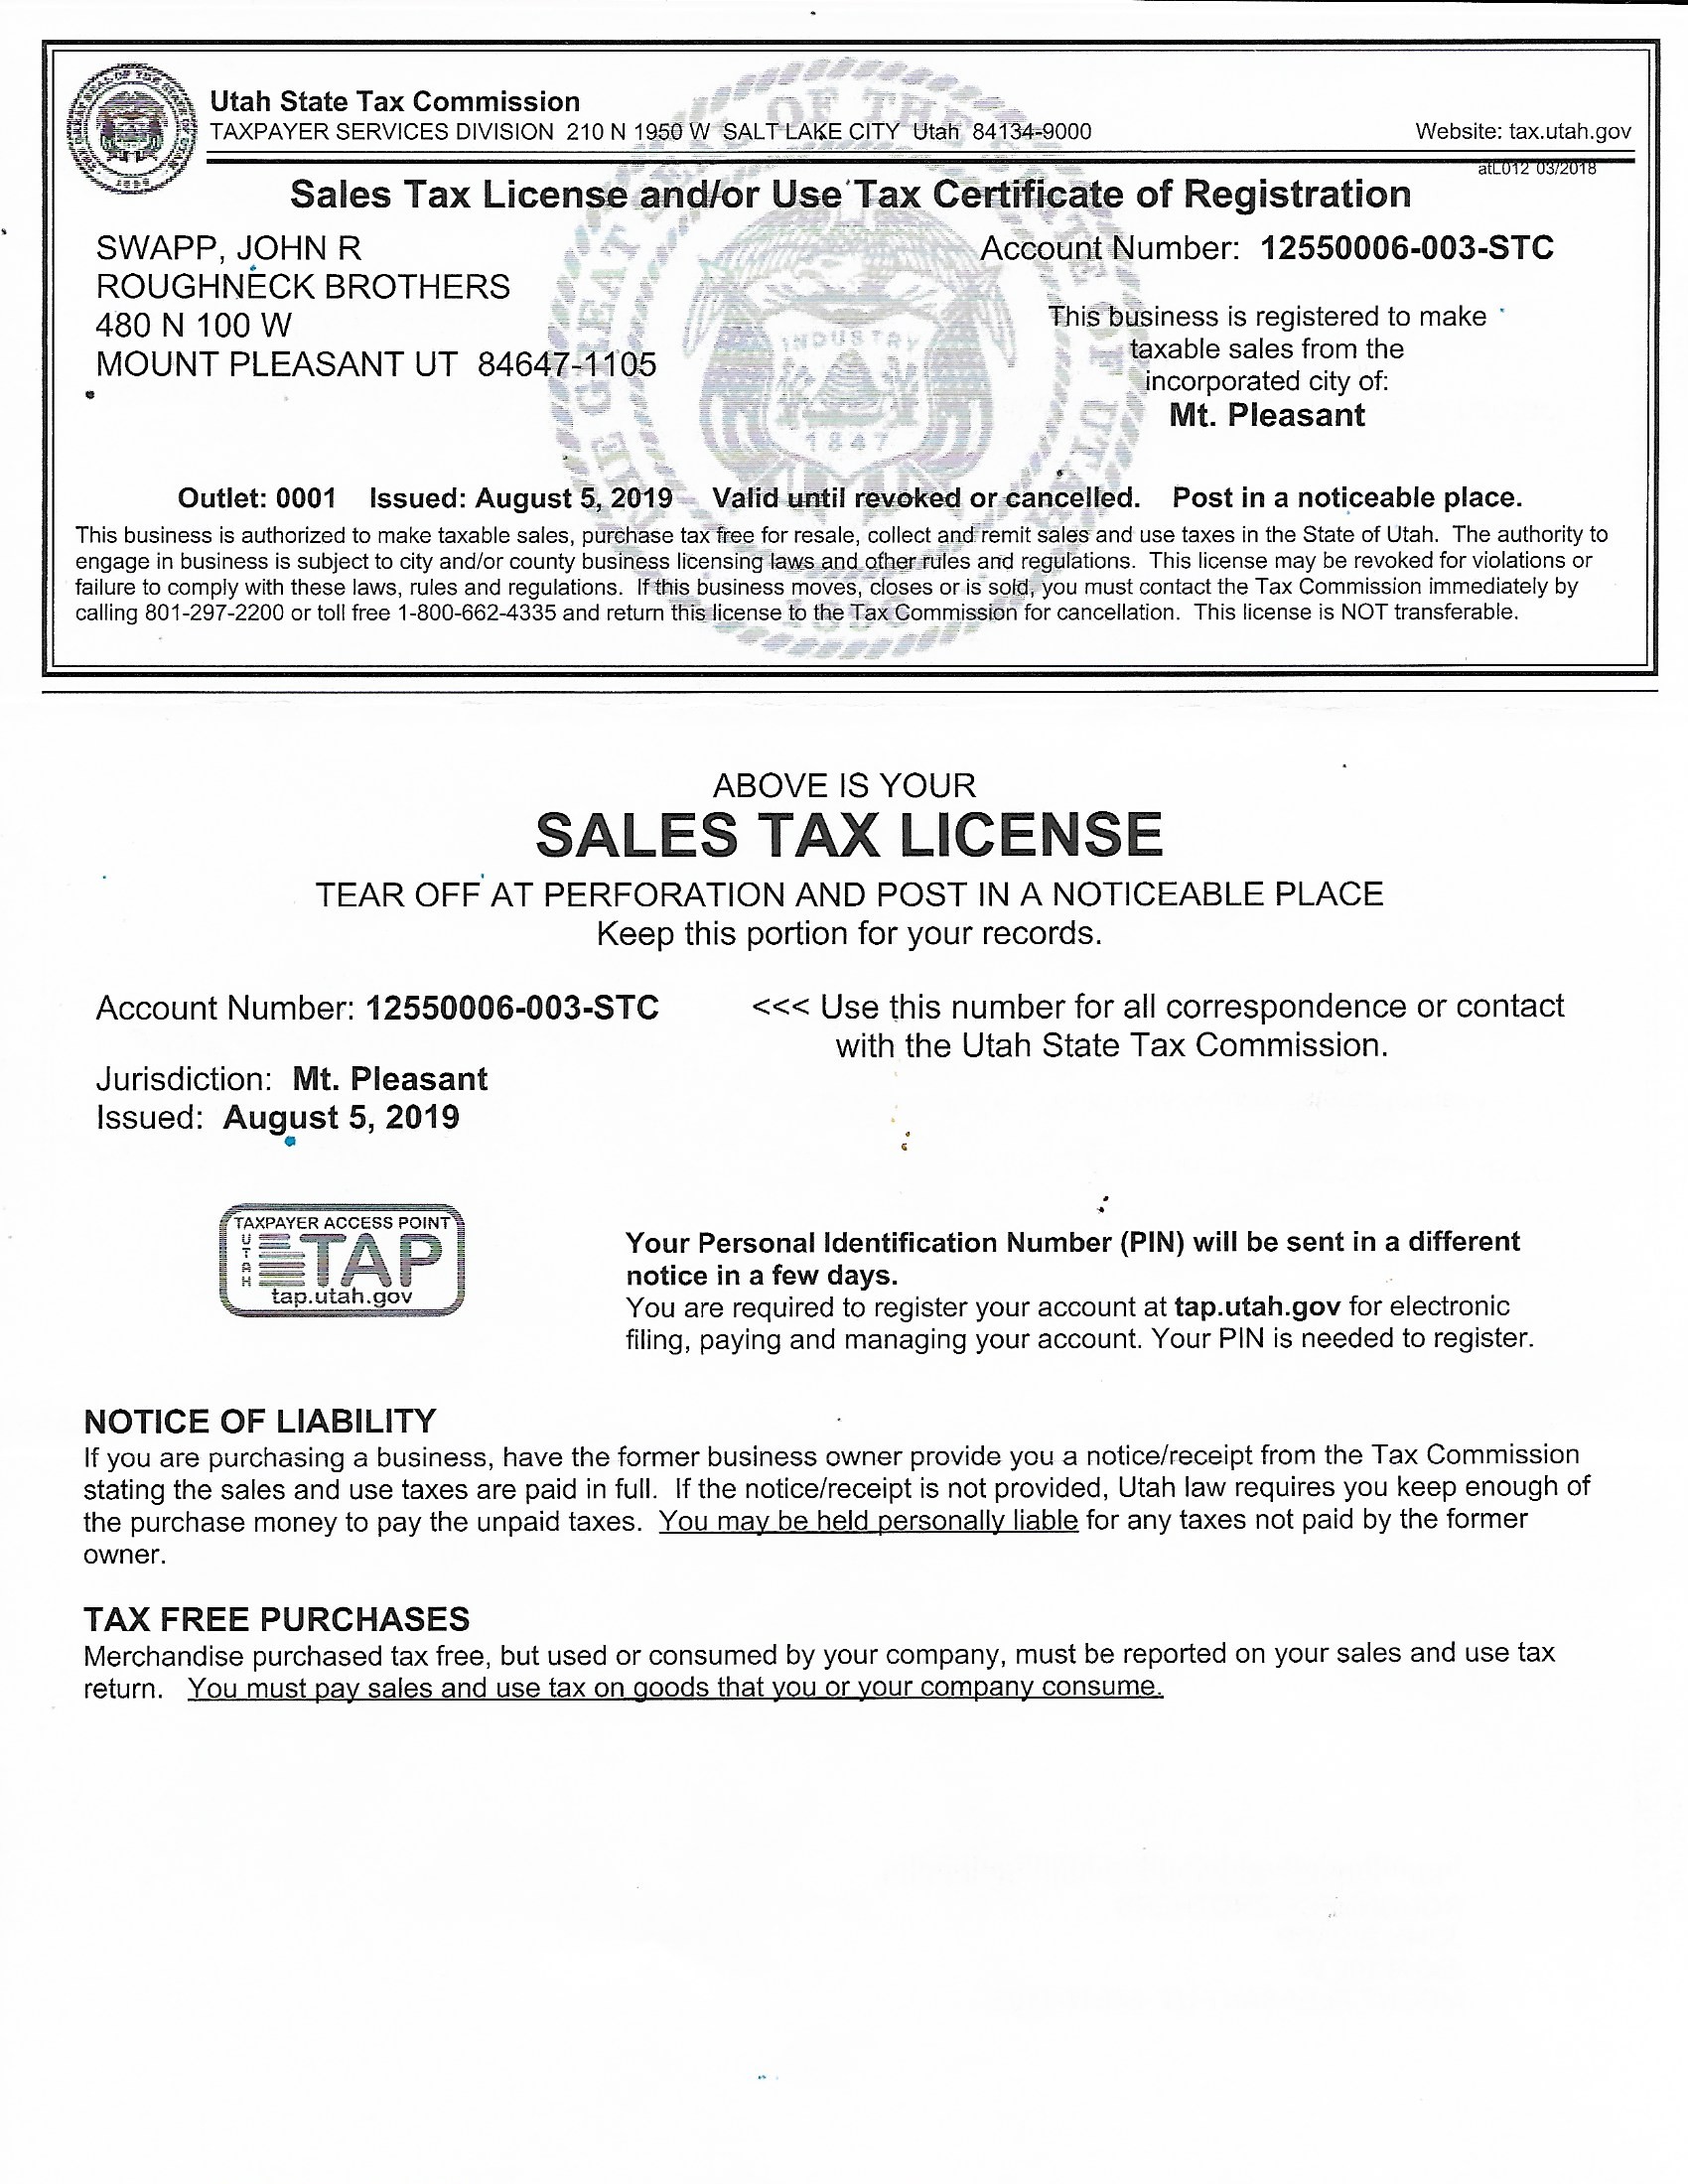 Utah State Tax Commission
TAXPAYER SERVICES DIVISION 210 N 1950 W SALT LAKE CITY Utah 84134-9000
Website: tax.utah.gov
atL012 03/2018
Sales Tax License and/or Use Tax Certificate of Registration
SWAPP, JOHN R
ROUGHNECK BROTHERS
480 N 100 W
MOUNT PLEASANT UT 84647-1105
Account Number: 12550006-003-STC
This business is registered to make
taxable sales from the
incorporated city of:
Mt. Pleasant
INDUSTRY
1847
Outlet: 0001 Issued: August 5, 2019 Valid until revoked or cancelled. Post in a noticeable place.
This business is authorized to make taxable sales, purchase tax free for resale, collect and remit sales and use taxes in the State of Utah. The authority to
engage in business is subject to city and/or county business licensing laws and other rules and regulations. This license may be revoked for violations or
failure to comply with these laws, rules and regulations. If this business moves, closes or is sold, you must contact the Tax Commission immediately by
calling 801-297-2200 or toll free 1-800-662-4335 and return this license to the Tax Commission for cancellation. This license is NOT transferable.
ABOVE IS YOUR
SALES TAX LICENSE
TEAR OFF AT PERFORATION AND POST IN A NOTICEABLE PLACE
Keep this portion for your records.
Account Number: 12550006-003-STC
<<< Use this number for all correspondence or contact
with the Utah State Tax Commission.
Jurisdiction: Mt. Pleasant
Issued: August 5, 2019
TAXPAYER ACCESS POINT
UTAH
TAP
tap.utah.gov
Your Personal Identification Number (PIN) will be sent in a different
notice in a few days.
You are required to register your account at tap.utah.gov for electronic
filing, paying and managing your account. Your PIN is needed to register.
NOTICE OF LIABILITY
If you are purchasing a business, have the former business owner provide you a notice/receipt from the Tax Commission
stating the sales and use taxes are paid in full. If the notice/receipt is not provided, Utah law requires you keep enough of
the purchase money to pay the unpaid taxes. You may be held personally liable for any taxes not paid by the former
owner.
TAX FREE PURCHASES
Merchandise purchased tax free, but used or consumed by your company, must be reported on your sales and use tax
return. You must pay sales and use tax on goods that you or your company consume.